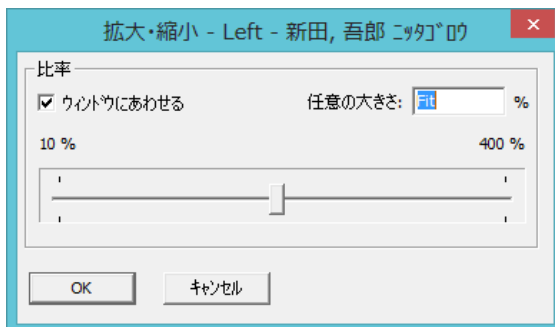 拡大・縮小 - Left - 新田, 吾郎 ﾆｯﾀｺﾞﾛｳ
比率
ｳｨﾝﾄﾞｳにあわせる
任意の大きさ: Fit %
10 %
400 %
OK
ｷｬﾝｾﾙ